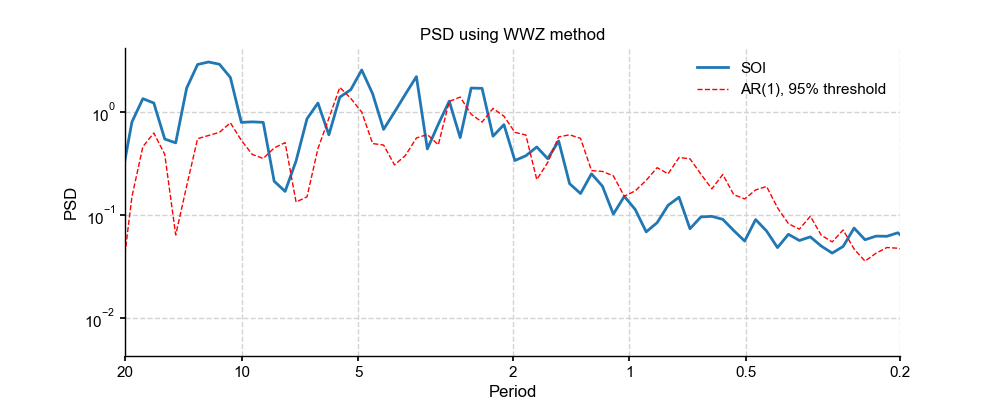 PSD using WWZ method
SOI
AR(1), 95% threshold
PSD
10⁰
10⁻¹
10⁻²
20 10 5 2 1 0.5 0.2
Period